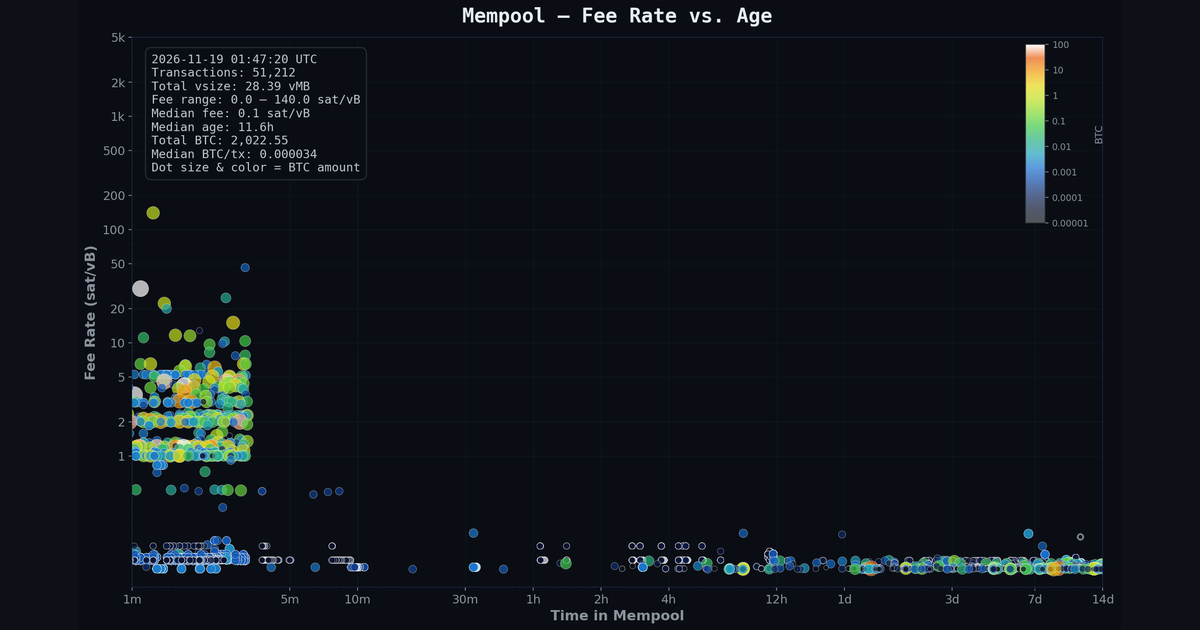 Mempool — Fee Rate vs. Age
2026-11-19 01:47:20 UTC
Transactions: 51,212
Total vsize: 28.39 vMB
Fee range: 0.0 — 140.0 sat/vB
Median fee: 0.1 sat/vB
Median age: 11.6h
Total BTC: 2,022.55
Median BTC/tx: 0.000034
Dot size & color = BTC amount
100
10
1
0.1
0.01
0.001
0.0001
0.00001
BTC
Fee Rate (sat/vB)
5k
2k
1k
500
200
100
50
20
10
5
2
1
1m
5m
10m
30m
1h
2h
4h
12h
1d
3d
7d
14d
Time in Mempool